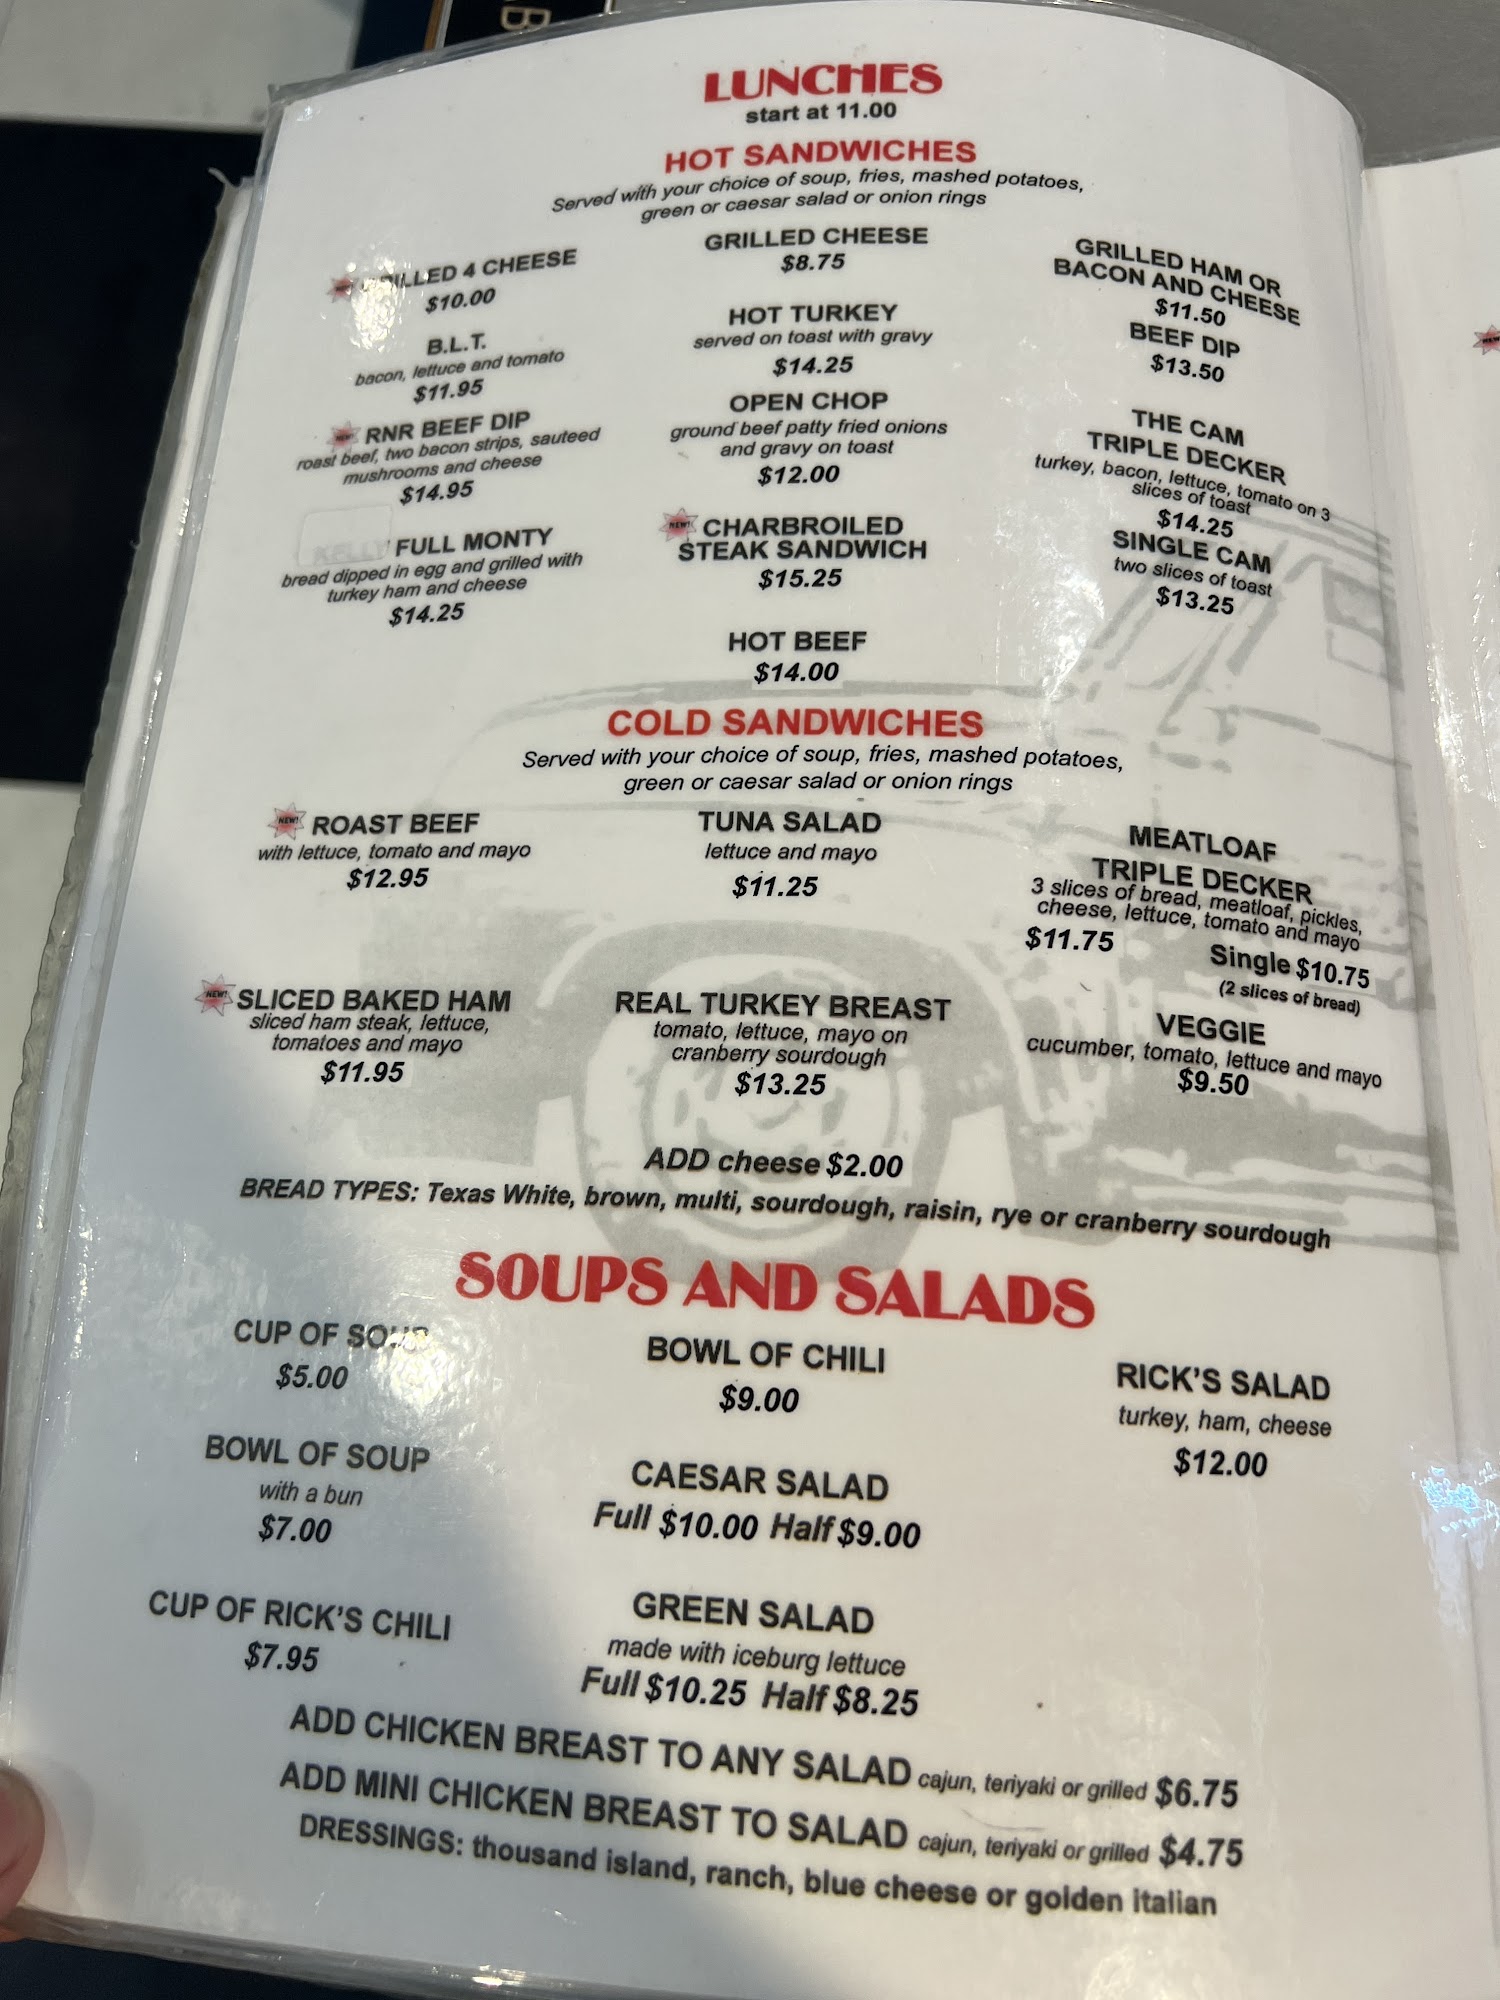 LUNCHES
start at 11.00
HOT SANDWICHES
Served with your choice of soup, fries, mashed potatoes,
green or caesar salad or onion rings
GRILLED 4 CHEESE
$10.00
B.L.T.
bacon, lettuce and tomato
$11.95
NEW!
RNR BEEF DIP
roast beef, two bacon strips, sauteed
mushrooms and cheese
$14.95
KELLY FULL MONTY
bread dipped in egg and grilled with
turkey ham and cheese
$14.25
GRILLED CHEESE
$8.75
HOT TURKEY
served on toast with gravy
$14.25
OPEN CHOP
ground beef patty fried onions
and gravy on toast
$12.00
NEW!
CHARBROILED
STEAK SANDWICH
$15.25
HOT BEEF
$14.00
GRILLED HAM OR
BACON AND CHEESE
$11.50
BEEF DIP
$13.50
THE CAM
TRIPLE DECKER
turkey, bacon, lettuce, tomato on 3
slices of toast
$14.25
SINGLE CAM
two slices of toast
$13.25
COLD SANDWICHES
Served with your choice of soup, fries, mashed potatoes,
green or caesar salad or onion rings
NEW!
ROAST BEEF
with lettuce, tomato and mayo
$12.95
NEW!
SLICED BAKED HAM
sliced ham steak, lettuce,
tomatoes and mayo
$11.95
TUNA SALAD
lettuce and mayo
$11.25
REAL TURKEY BREAST
tomato, lettuce, mayo on
cranberry sourdough
$13.25
MEATLOAF
TRIPLE DECKER
3 slices of bread, meatloaf, pickles,
cheese, lettuce, tomato and mayo
$11.75
Single $10.75
(2 slices of bread)
VEGGIE
cucumber, tomato, lettuce and mayo
$9.50
ADD cheese $2.00
BREAD TYPES: Texas White, brown, multi, sourdough, raisin, rye or cranberry sourdough
SOUPS AND SALADS
CUP OF SOUP
$5.00
BOWL OF SOUP
with a bun
$7.00
CUP OF RICK'S CHILI
$7.95
BOWL OF CHILI
$9.00
CAESAR SALAD
Full $10.00 Half $9.00
GREEN SALAD
made with iceburg lettuce
Full $10.25 Half $8.25
RICK'S SALAD
turkey, ham, cheese
$12.00
ADD CHICKEN BREAST TO ANY SALAD cajun, teriyaki or grilled $6.75
ADD MINI CHICKEN BREAST TO SALAD cajun, teriyaki or grilled $4.75
DRESSINGS: thousand island, ranch, blue cheese or golden italian